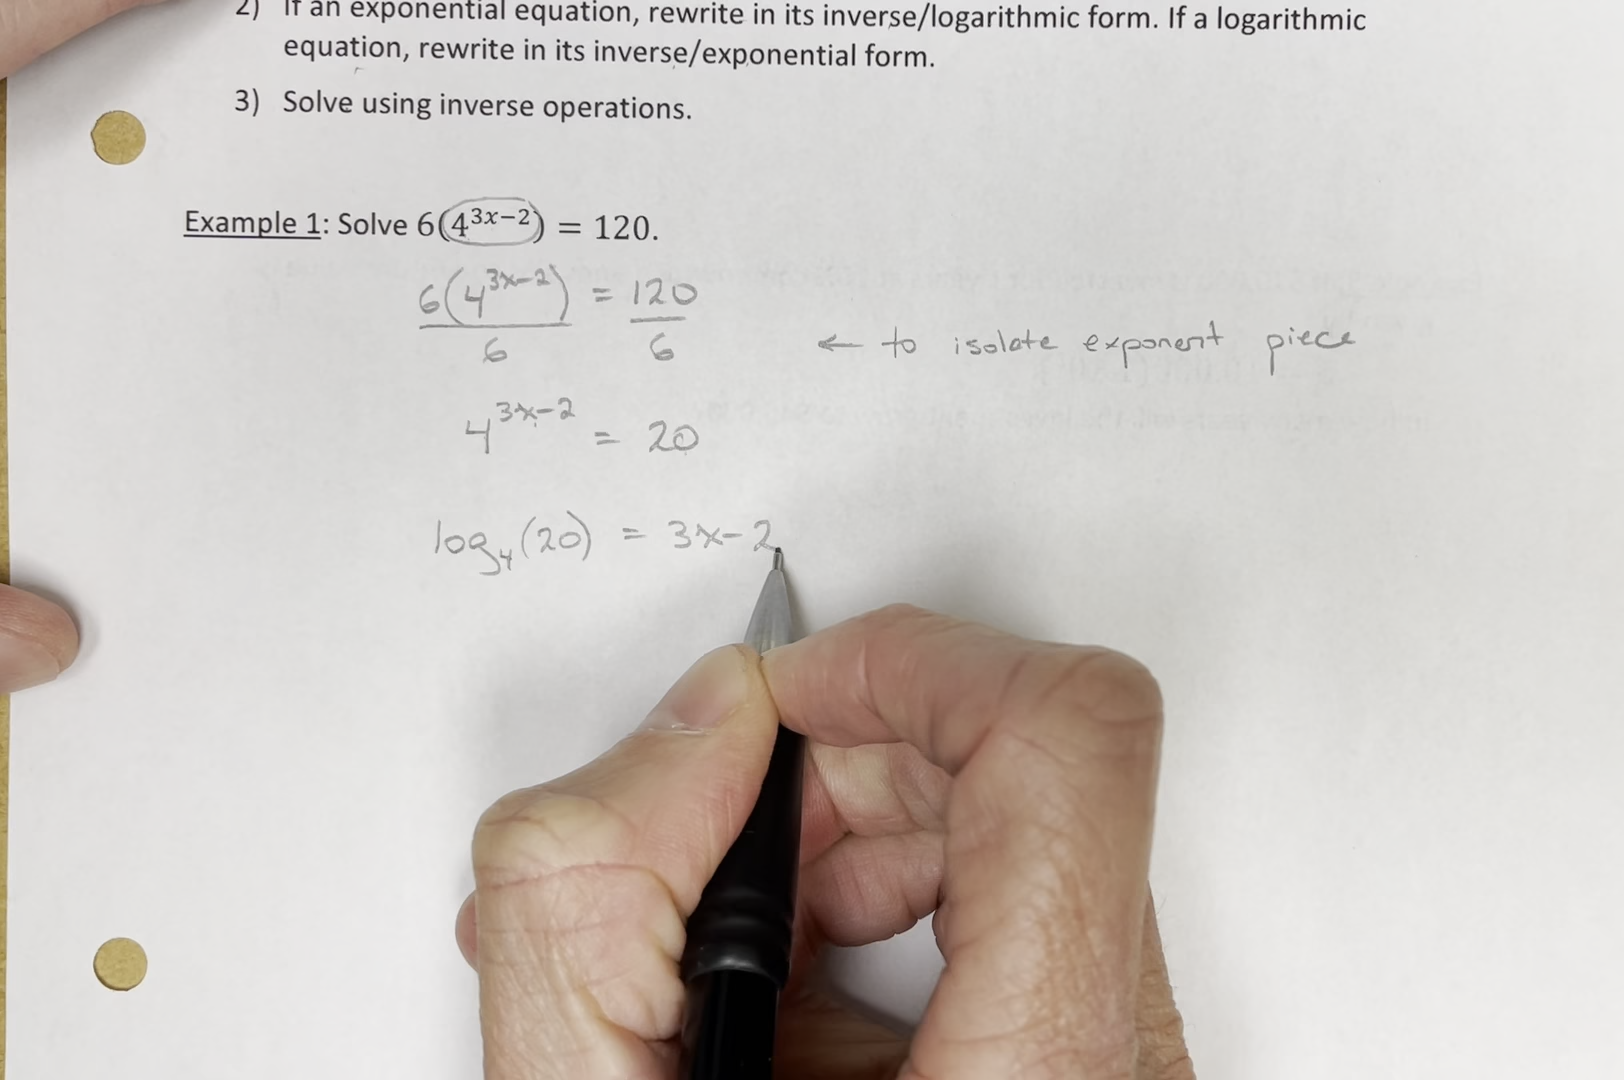 2) If an exponential equation, rewrite in its inverse/logarithmic form. If a logarithmic
equation, rewrite in its inverse/exponential form.
3) Solve using inverse operations.
Example 1: Solve 6(4^{3x−2}) = 120.
6(4^{3x-2}) / 6 = 120 / 6 ← to isolate exponent piece
4^{3x-2} = 20
log₄(20) = 3x-2